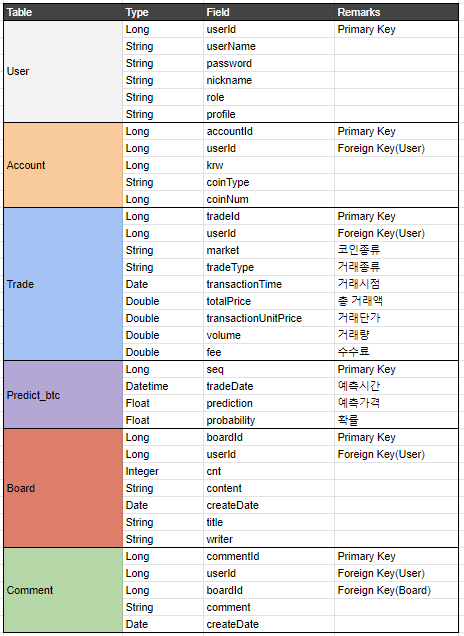 Table Type Field Remarks
User Long userId Primary Key
String userName
String password
String nickname
String role
String profile
Account Long accountId Primary Key
Long userId Foreign Key(User)
Long krw
String coinType
Long coinNum
Trade Long tradeId Primary Key
Long userId Foreign Key(User)
String market 코인종류
String tradeType 거래종류
Date transactionTime 거래시점
Double totalPrice 총 거래액
Double transactionUnitPrice 거래단가
Double volume 거래량
Double fee 수수료
Predict_btc Long seq Primary Key
Datetime tradeDate 예측시간
Float prediction 예측가격
Float probability 확률
Board Long boardId Primary Key
Long userId Foreign Key(User)
Integer cnt
String content
Date createDate
String title
String writer
Comment Long commentId Primary Key
Long userId Foreign Key(User)
Long boardId Foreign Key(Board)
String comment
Date createDate